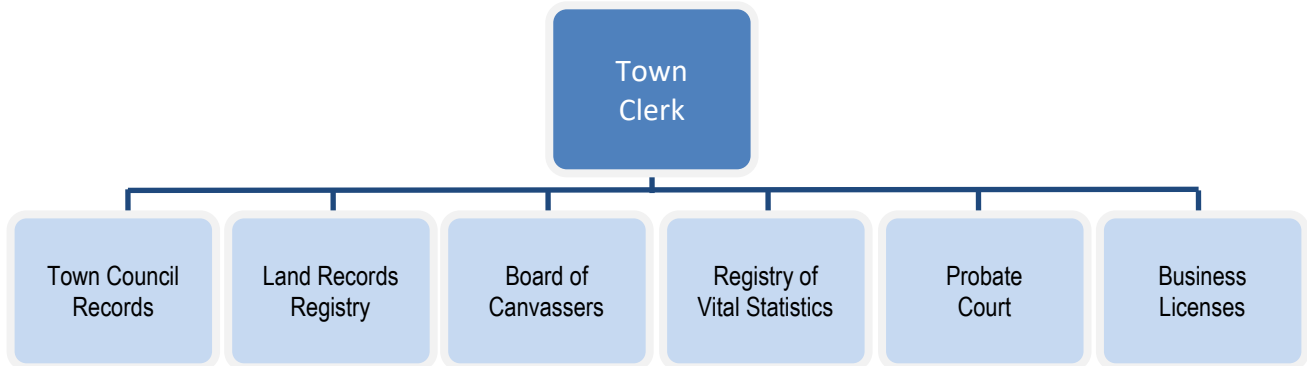 Town
Clerk
Town Council
Records
Land Records
Registry
Board of
Canvassers
Registry of
Vital Statistics
Probate
Court
Business
Licenses